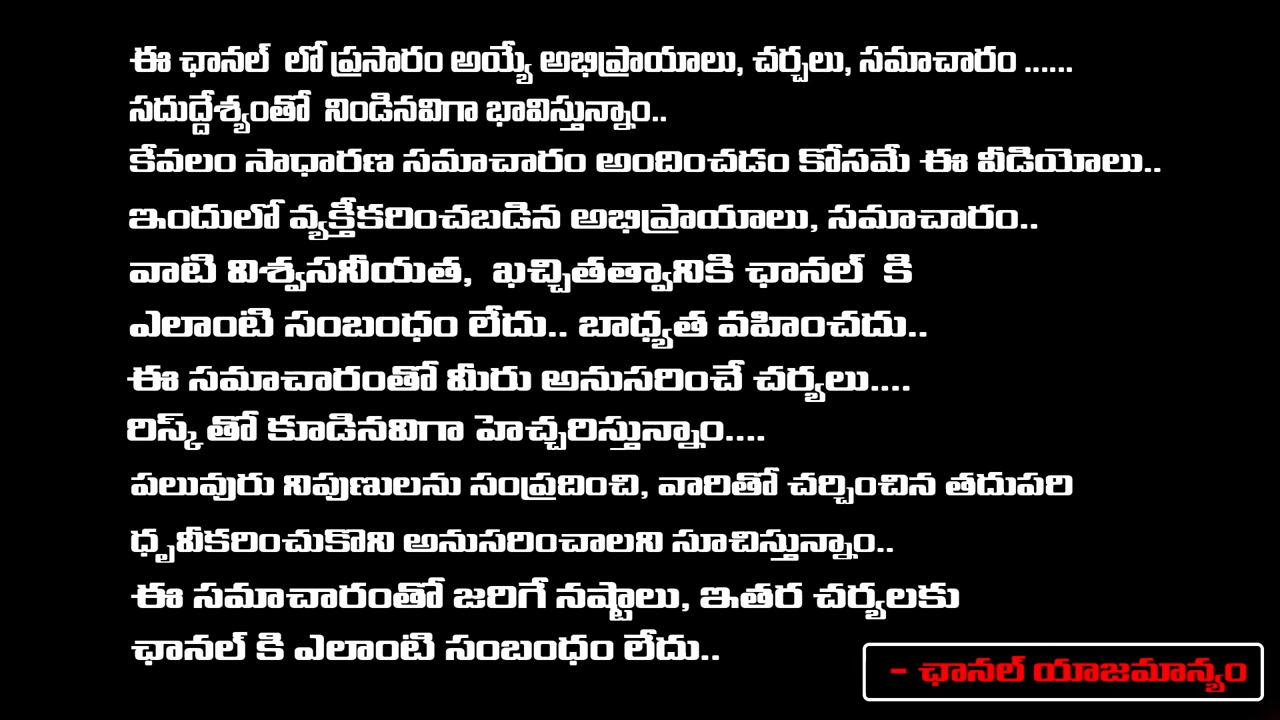 ఈ ఛానల్ లో ప్రసారం అయ్యే అభిప్రాయాలు, చర్చలు, సమాచారం ......
సదుద్దేశ్యంతో నిండినవిగా భావిస్తున్నాం..
కేవలం సాధారణ సమాచారం అందించడం కోసమే ఈ వీడియోలు..
ఇందులో వ్యక్తీకరించబడిన అభిప్రాయాలు, సమాచారం..
వాటి విశ్వసనీయత, ఖచ్చితత్వానికి ఛానల్ కి
ఎలాంటి సంబంధం లేదు.. బాధ్యత వహించదు..
ఈ సమాచారంతో మీరు అనుసరించే చర్యలు....
రిస్క్ తో కూడినవిగా హెచ్చరిస్తున్నాం....
పలువురు నిపుణులను సంప్రదించి, వారితో చర్చించిన తదుపరి
ధృవీకరించుకొని అనుసరించాలని సూచిస్తున్నాం..
ఈ సమాచారంతో జరిగే నష్టాలు, ఇతర చర్యలకు
ఛానల్ కి ఎలాంటి సంబంధం లేదు..
- ఛానల్ యాజమాన్యం